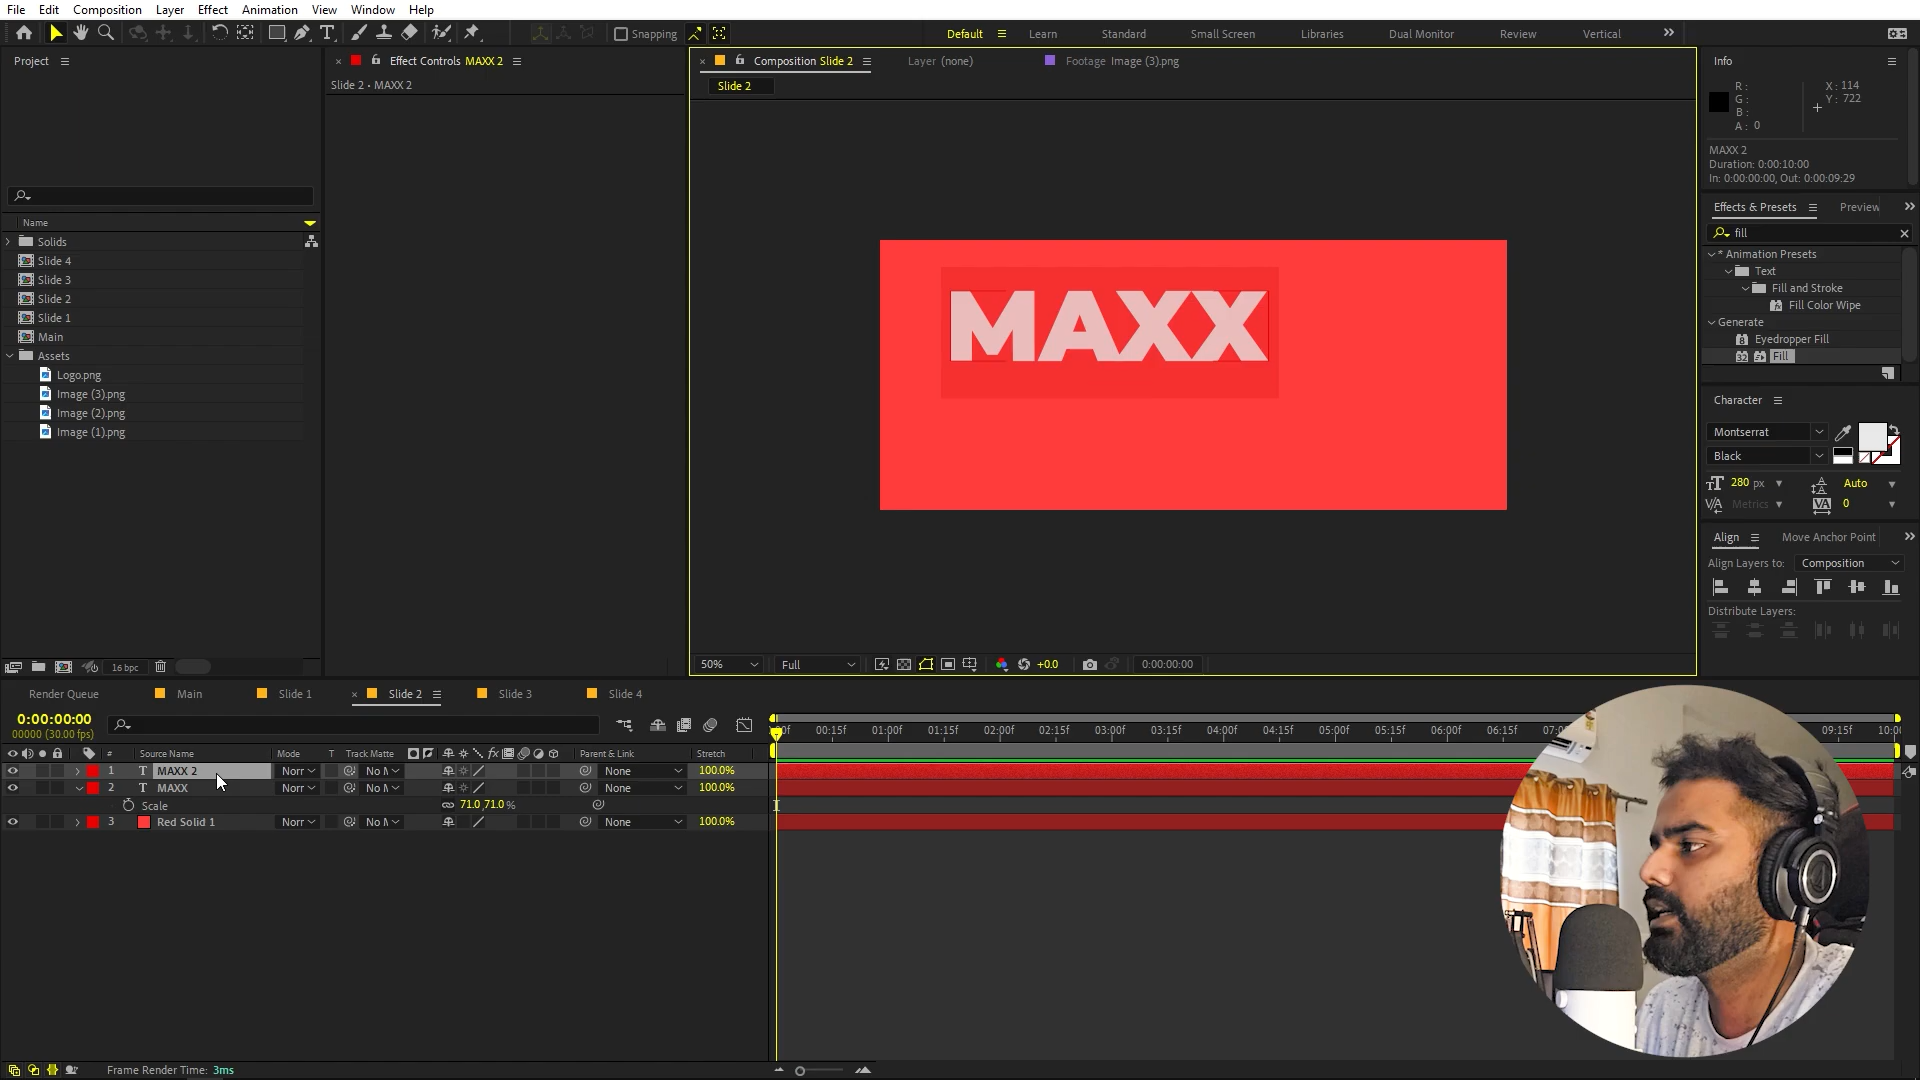 File Edit Composition Layer Effect Animation View Window Help
Snapping
Default Learn Standard Small Screen Libraries Dual Monitor Review Vertical
Project
Name
Solids
Slide 4
Slide 3
Slide 2
Slide 1
Main
Assets
Logo.png
Image (3).png
Image (2).png
Image (1).png
16 bpc
Effect Controls MAXX 2
Slide 2 • MAXX 2
Composition Slide 2 Layer (none) Footage Image (3).png
Slide 2
MAXX
50% Full +0.0 0:00:00:00
Info
R :
G :
B :
A : 0
X : 114
Y : 722
MAXX 2
Duration: 0:00:10:00
In: 0:00:00:00, Out: 0:00:09:29
Effects & Presets Preview
fill
* Animation Presets
Text
Fill and Stroke
Fill Color Wipe
Generate
Eyedropper Fill
Fill
Character
Montserrat
Black
280 px Auto
Metrics 0
Align Move Anchor Point
Align Layers to: Composition
Distribute Layers:
Render Queue Main Slide 1 Slide 2 Slide 3 Slide 4
0:00:00:00
00000 (30.00 fps)
# Source Name Mode T Track Matte Parent & Link Stretch
1 T MAXX 2 Norr No M None 100.0%
2 T MAXX Norr No M None 100.0%
Scale 71.0,71.0 %
3 Red Solid 1 Norr No M None 100.0%
00:15f 01:00f 01:15f 02:00f 02:15f 03:00f 03:15f 04:00f 04:15f 05:00f 05:15f 06:00f 06:15f 09:15f
Frame Render Time: 3ms